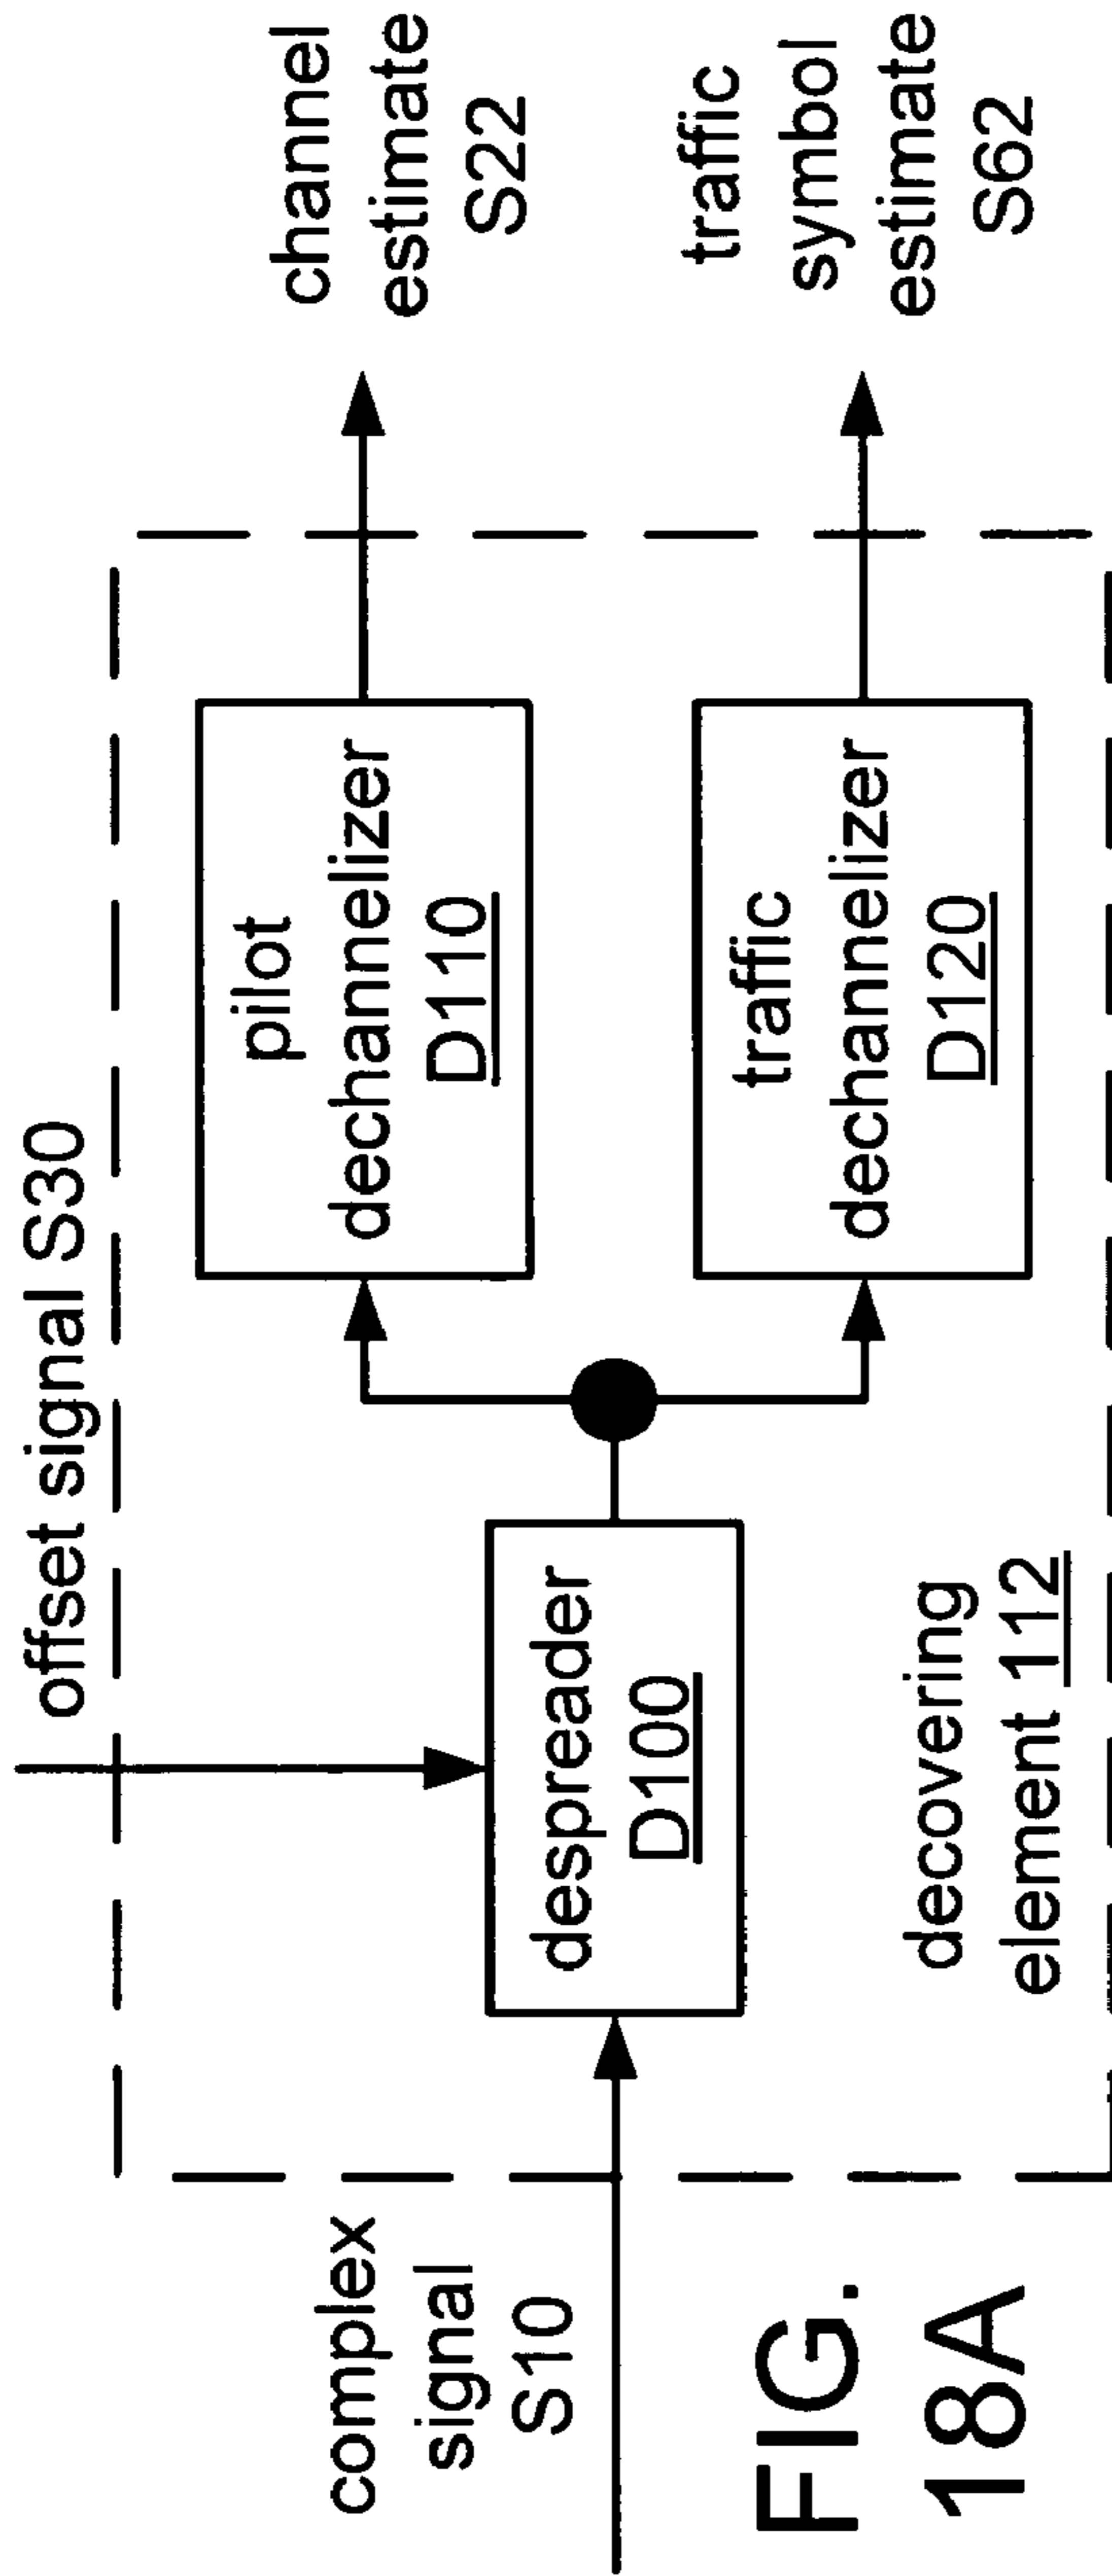 offset signal S30
complex
signal
S10
despreader
D100
pilot
dechannelizer
D110
channel
estimate
S22
traffic
dechannelizer
D120
traffic
symbol
estimate
S62
decovering
element 112
FIG.
18A